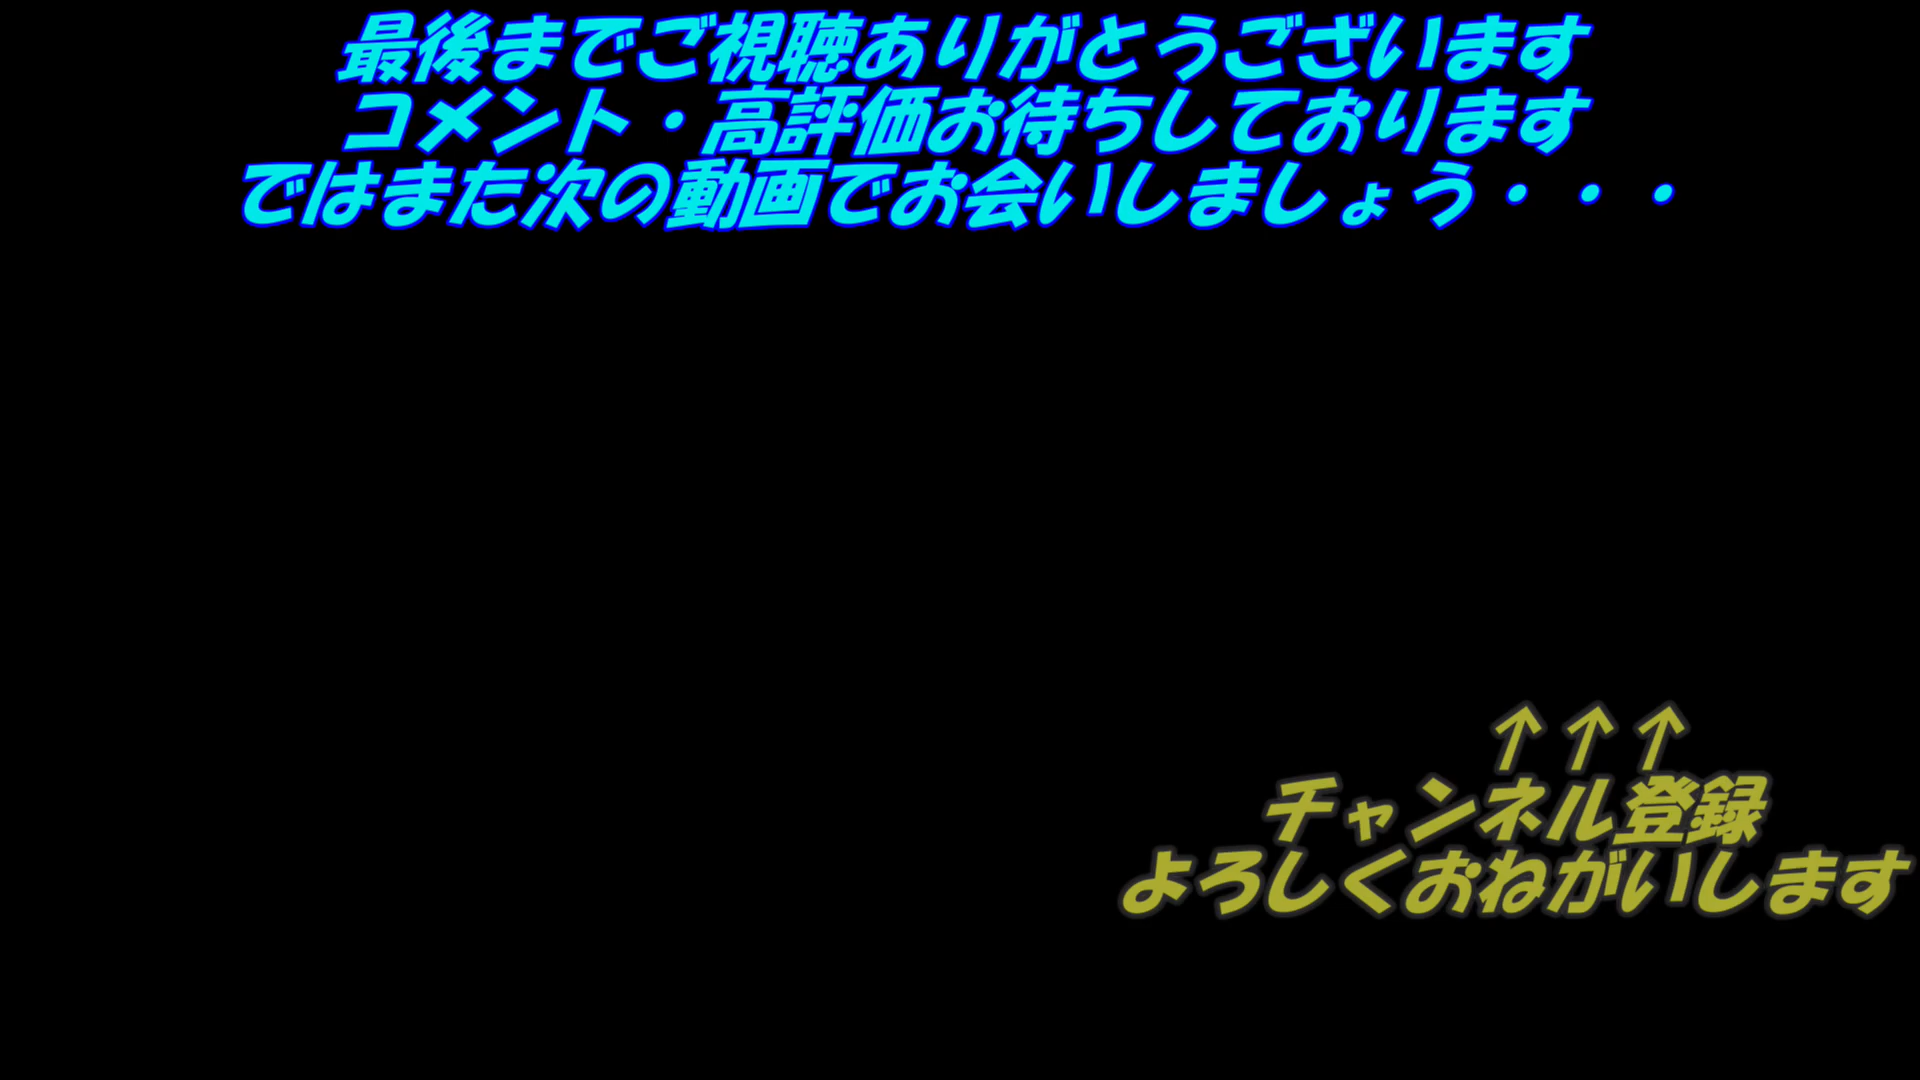 最後までご視聴ありがとうございます
コメント・高評価お待ちしております
ではまた次の動画でお会いしましょう・・・
↑↑↑
チャンネル登録
よろしくおねがいします